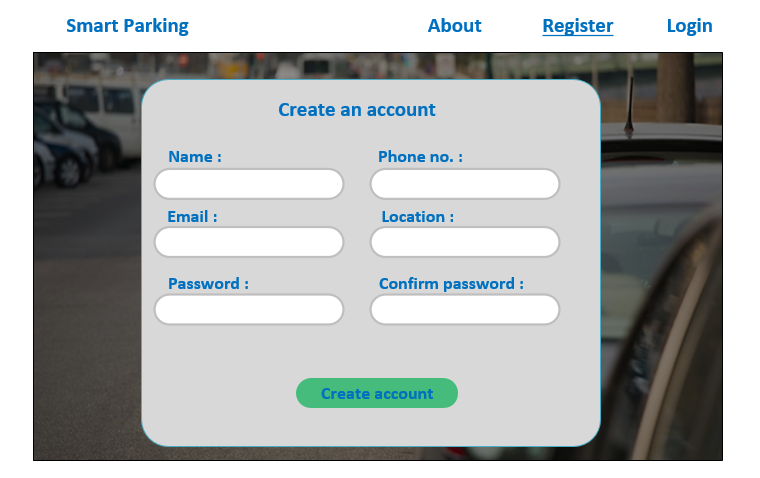 Smart Parking About Register Login
Create an account
Name : Phone no. :
Email : Location :
Password : Confirm password :
Create account